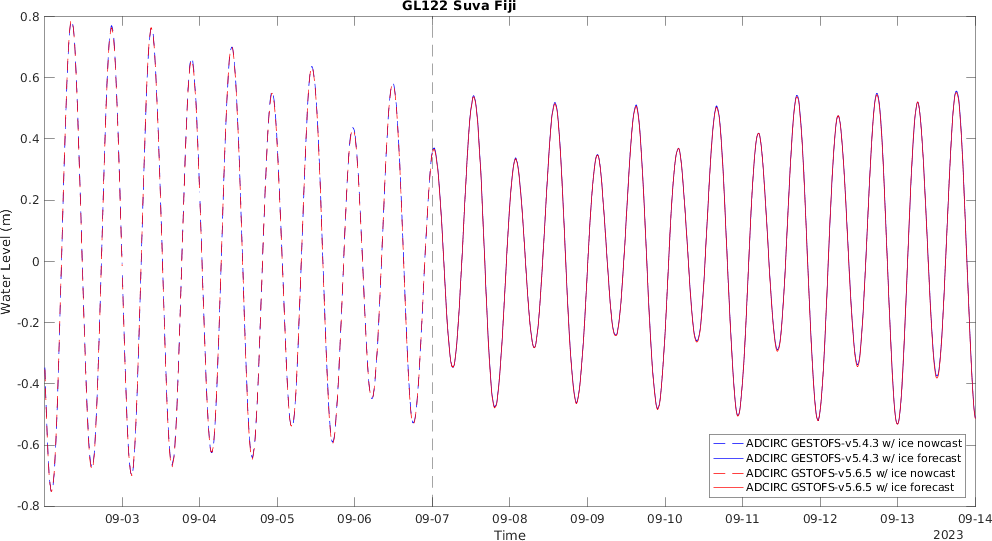 GL122 Suva Fiji
0.8
0.6
0.4
0.2
0
-0.2
-0.4
-0.6
-0.8
Water Level (m)
ADCIRC GESTOFS-v5.4.3 w/ ice nowcast
ADCIRC GESTOFS-v5.4.3 w/ ice forecast
ADCIRC GSTOFS-v5.6.5 w/ ice nowcast
ADCIRC GSTOFS-v5.6.5 w/ ice forecast
09-03 09-04 09-05 09-06 09-07 09-08 09-09 09-10 09-11 09-12 09-13 09-14
Time
2023